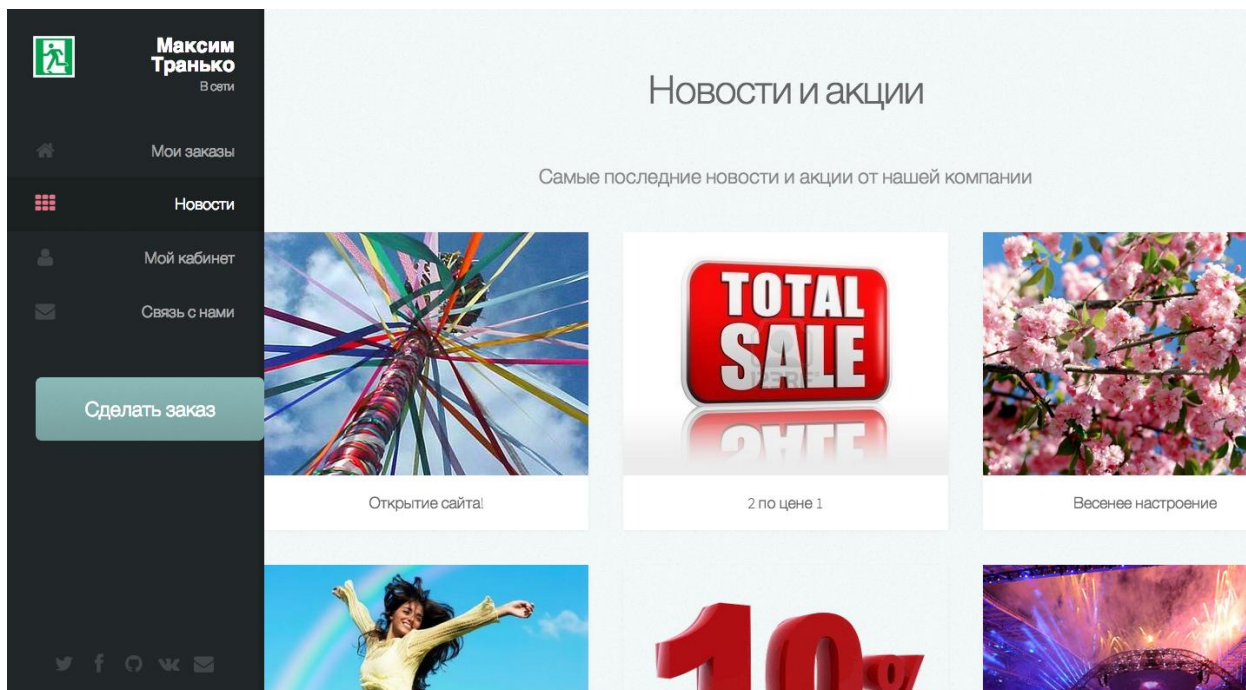 Максим
Транько
В сети
Мои заказы
Новости
Мой кабинет
Связь с нами
Сделать заказ
Новости и акции
Самые последние новости и акции от нашей компании
TOTAL
SALE
123RF
Открытие сайта!
2 по цене 1
Весенее настроение
10%